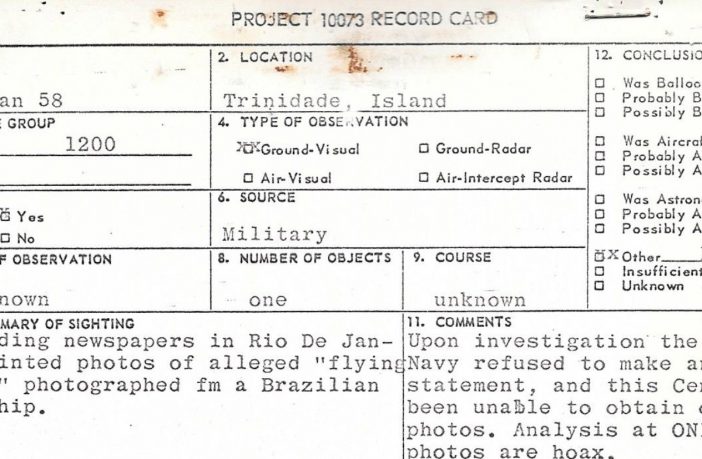 PROJECT 10073 RECORD CARD
2. LOCATION
Trinidade, Island
12. CONCLUSIO
Was Balloo
Probably B
Possibly B
an 58
E GROUP
1200
4. TYPE OF OBSERVATION
XX Ground-Visual
Ground-Radar
Air-Visual
Air-Intercept Radar
Was Aircraf
Probably A
Possibly A
Yes
No
6. SOURCE
Military
Was Astron
Probably A
Possibly A
F OBSERVATION
nown
8. NUMBER OF OBJECTS
one
9. COURSE
unknown
X Other
Insufficient
Unknown
MARY OF SIGHTING
ding newspapers in Rio De Jan-
inted photos of alleged "flying
" photographed fm a Brazilian
hip.
11. COMMENTS
Upon investigation the
Navy refused to make an
statement, and this Cen
been unable to obtain
photos. Analysis at ON
photos are hoax.